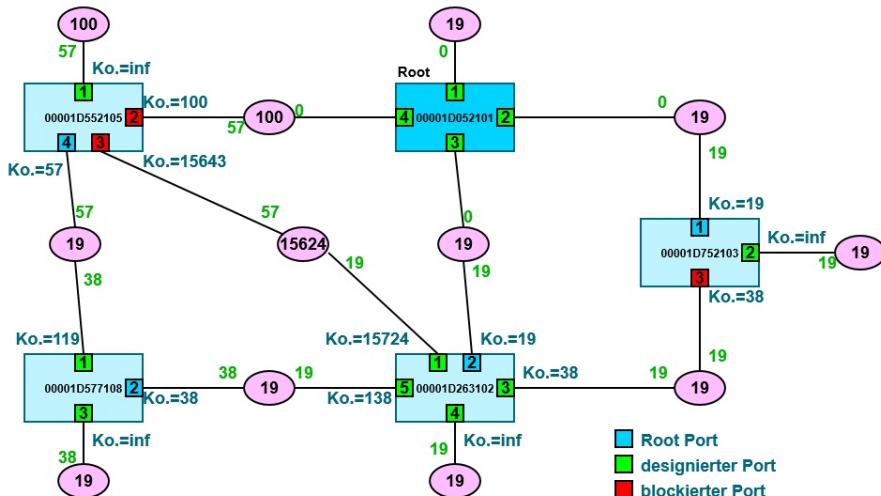 100
19
57
0
Ko.=inf
Root
1
00001D552105
2
Ko.=100
4
3
57
100
0
1
4
00001D052101
2
3
0
19
19
Ko.=57
Ko.=15643
57
19
38
57
15624
19
0
19
19
Ko.=19
1
00001D752103
2
Ko.=inf
19
19
3
Ko.=38
Ko.=119
1
00001D577108
2
Ko.=38
3
38
19
19
Ko.=15724
Ko.=19
1
2
5
00001D263102
3
Ko.=138
4
Ko.=38
19
19
19
Ko.=inf
38
19
Ko.=inf
19
19
Root Port
designierter Port
blockierter Port